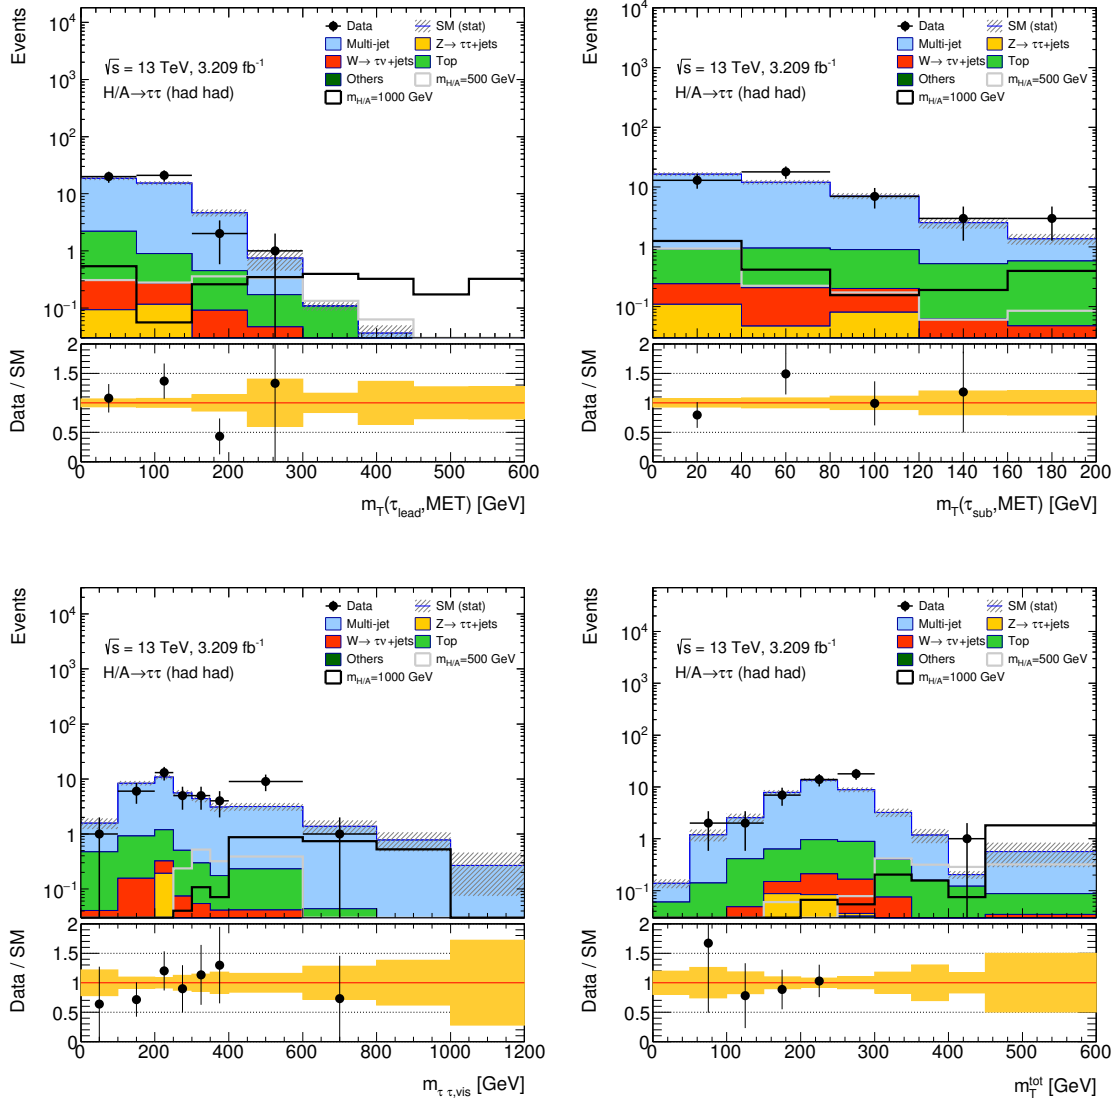 Events
10⁴
10³
10²
10
1
10⁻¹
Data
SM (stat)
Multi-jet
Z→ ττ+jets
W→ τν+jets
Top
Others
m_H/A=500 GeV
m_H/A=1000 GeV
√s = 13 TeV, 3.209 fb⁻¹
H/A→ττ (had had)
Data / SM
2
1.5
1
0.5
0
0 100 200 300 400 500 600
m_T(τ_lead,MET) [GeV]
Events
10⁴
10³
10²
10
1
10⁻¹
Data
SM (stat)
Multi-jet
Z→ ττ+jets
W→ τν+jets
Top
Others
m_H/A=500 GeV
m_H/A=1000 GeV
√s = 13 TeV, 3.209 fb⁻¹
H/A→ττ (had had)
Data / SM
2
1.5
1
0.5
0
0 20 40 60 80 100 120 140 160 180 200
m_T(τ_sub,MET) [GeV]
Events
10⁴
10³
10²
10
1
10⁻¹
Data
SM (stat)
Multi-jet
Z→ ττ+jets
W→ τν+jets
Top
Others
m_H/A=500 GeV
m_H/A=1000 GeV
√s = 13 TeV, 3.209 fb⁻¹
H/A→ττ (had had)
Data / SM
2
1.5
1
0.5
0
0 200 400 600 800 1000 1200
m_τ τ,vis [GeV]
Events
10⁴
10³
10²
10
1
10⁻¹
Data
SM (stat)
Multi-jet
Z→ ττ+jets
W→ τν+jets
Top
Others
m_H/A=500 GeV
m_H/A=1000 GeV
√s = 13 TeV, 3.209 fb⁻¹
H/A→ττ (had had)
Data / SM
2
1.5
1
0.5
0
0 100 200 300 400 500 600
m_T^tot [GeV]